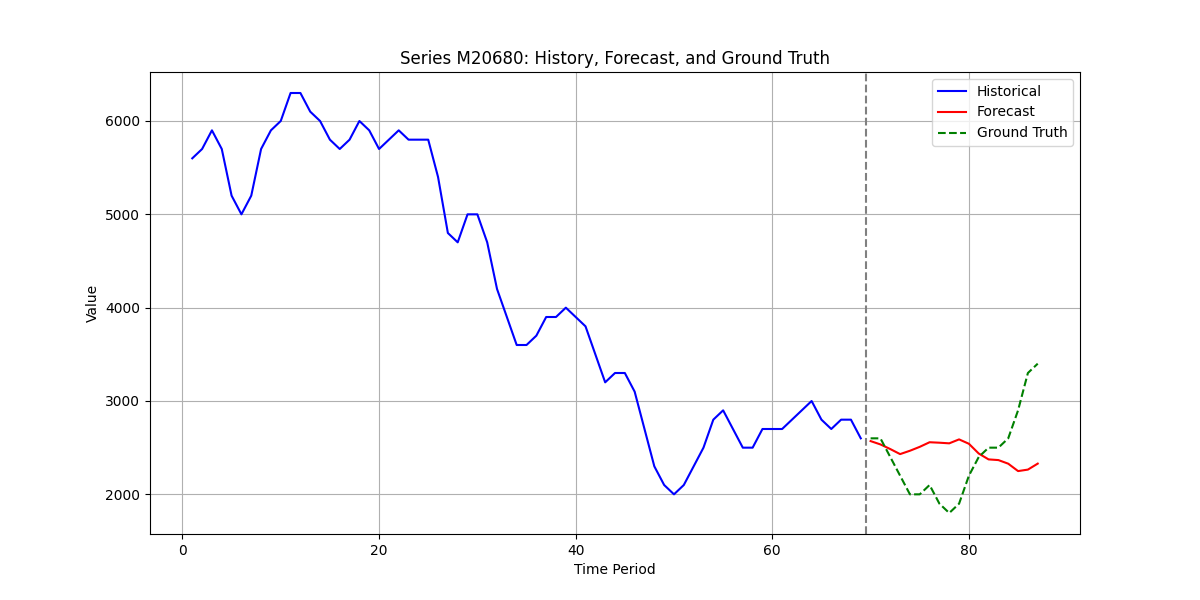 Series M20680: History, Forecast, and Ground Truth
Historical
Forecast
Ground Truth
6000
5000
4000
3000
2000
Value
0
20
40
60
80
Time Period